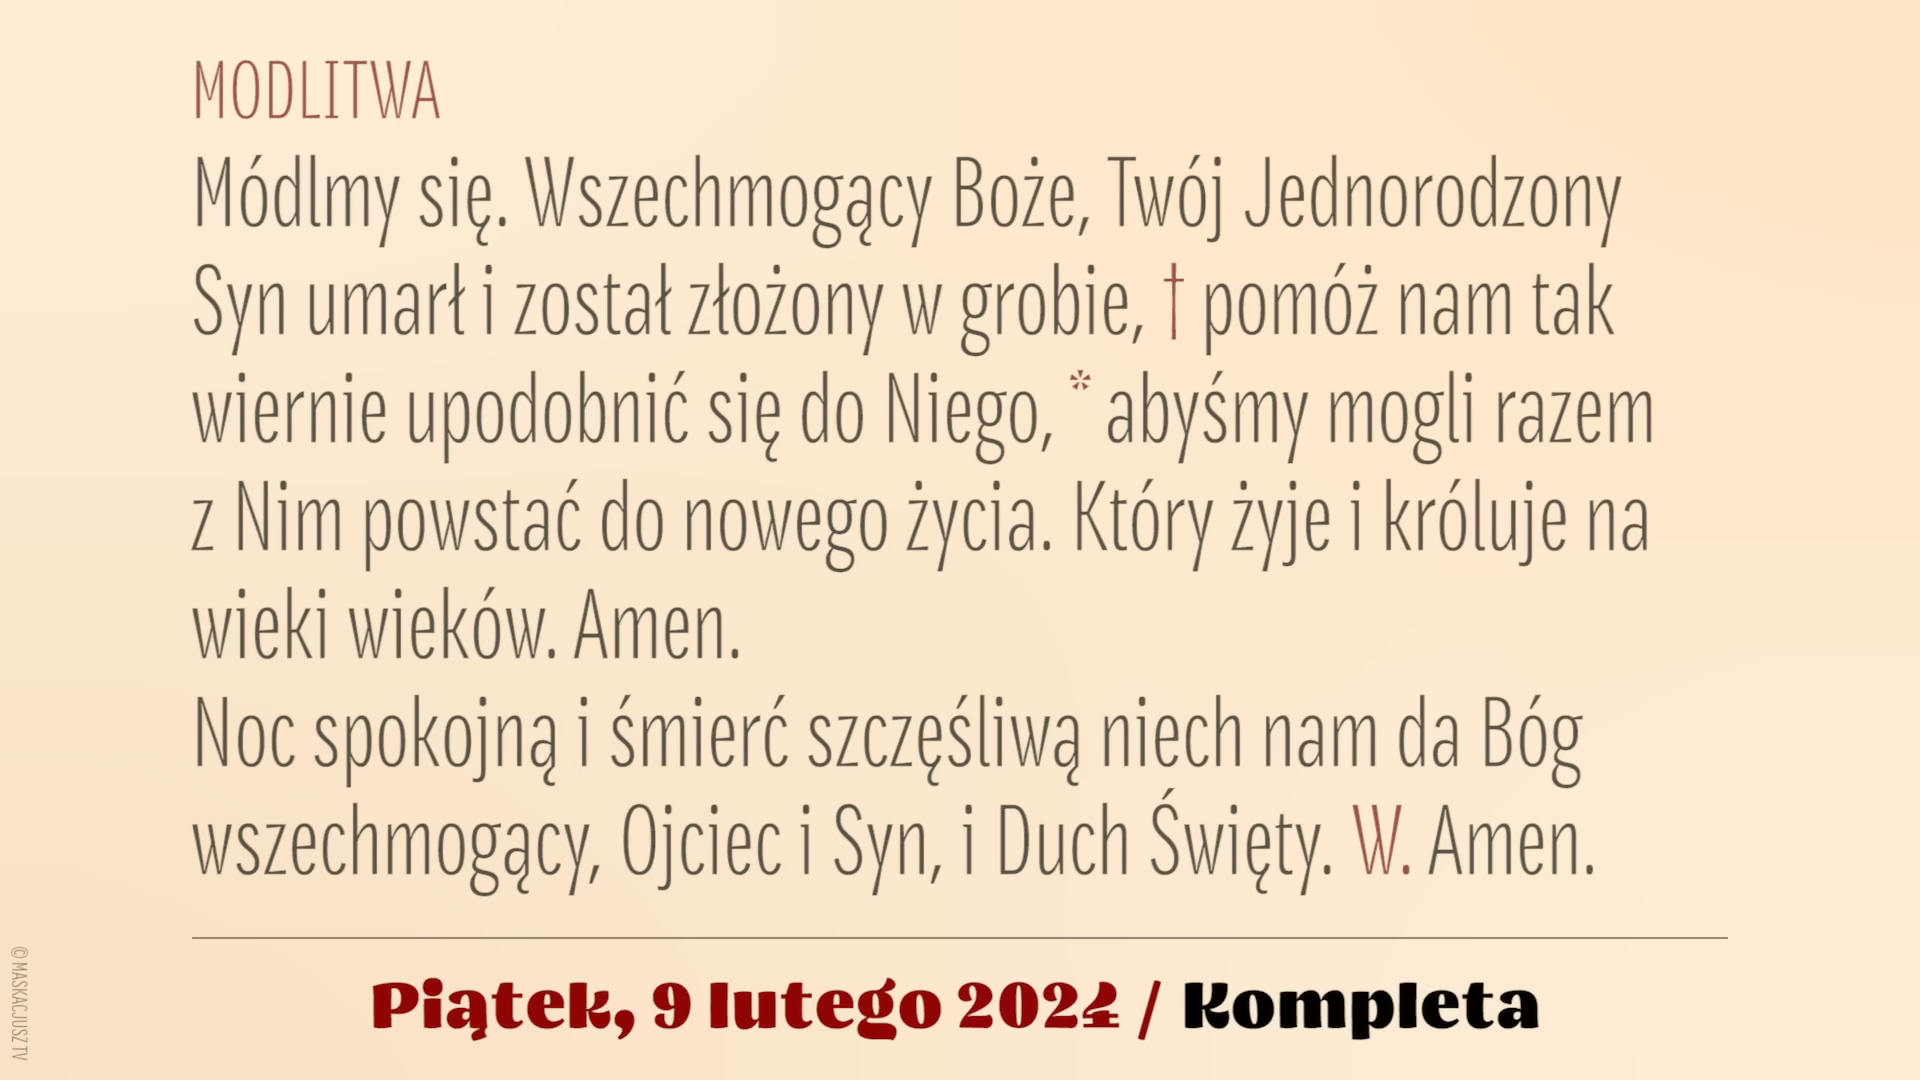 MODLITWA
Módlmy się. Wszechmogący Boże, Twój Jednorodzony
Syn umarł i został złożony w grobie, † pomóż nam tak
wiernie upodobnić się do Niego, * abyśmy mogli razem
z Nim powstać do nowego życia. Który żyje i króluje na
wieki wieków. Amen.
Noc spokojną i śmierć szczęśliwą niech nam da Bóg
wszechmogący, Ojciec i Syn, i Duch Święty. W. Amen.
Piątek, 9 lutego 2024 / Kompleta
© MASKACJUSZ TV